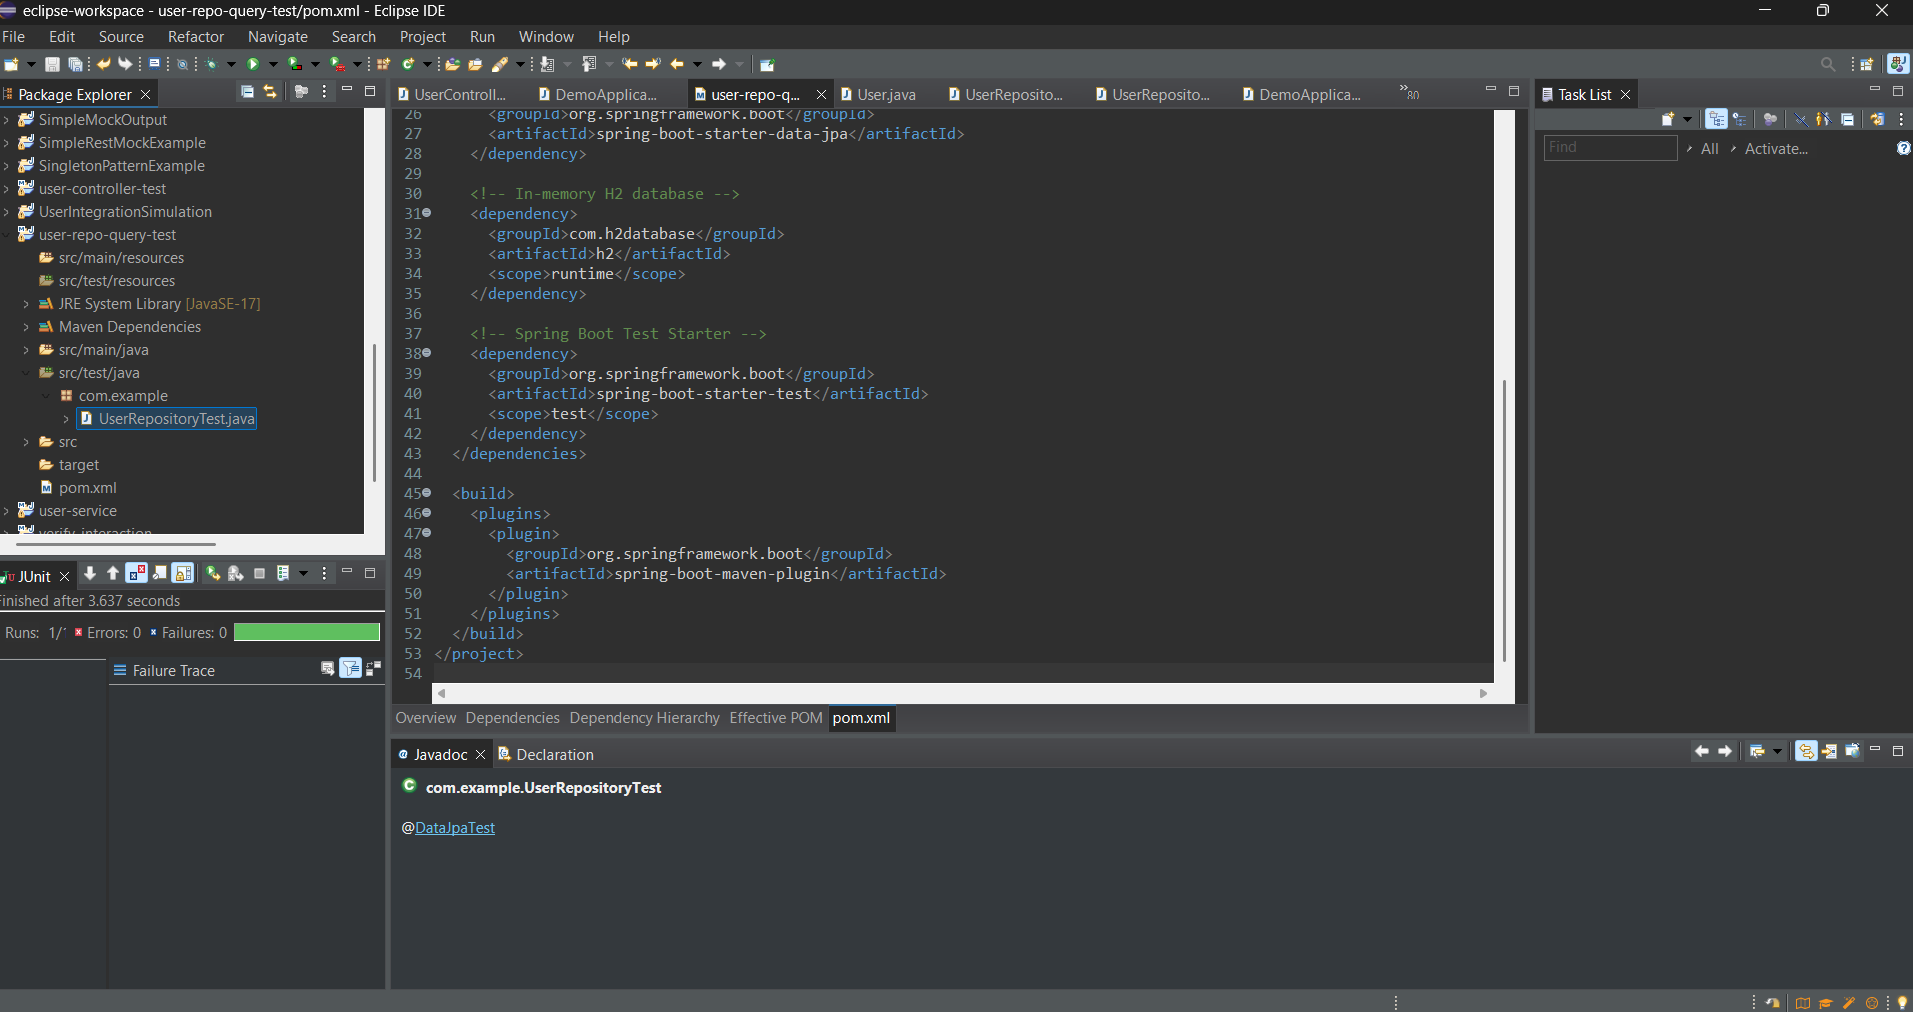 eclipse-workspace - user-repo-query-test/pom.xml - Eclipse IDE
File Edit Source Refactor Navigate Search Project Run Window Help
Package Explorer
SimpleMockOutput
SimpleRestMockExample
SingletonPatternExample
user-controller-test
UserIntegrationSimulation
user-repo-query-test
src/main/resources
src/test/resources
JRE System Library [JavaSE-17]
Maven Dependencies
src/main/java
src/test/java
com.example
UserRepositoryTest.java
src
target
pom.xml
user-service
verify_interaction
JUnit
Finished after 3.637 seconds
Runs: 1/ Errors: 0 Failures: 0
Failure Trace
UserControll... DemoApplica... user-repo-q... User.java UserReposito... UserReposito... DemoApplica... »80
26 <groupId>org.springframework.boot</groupId>
27 <artifactId>spring-boot-starter-data-jpa</artifactId>
28 </dependency>
29
30 <!-- In-memory H2 database -->
31 <dependency>
32 <groupId>com.h2database</groupId>
33 <artifactId>h2</artifactId>
34 <scope>runtime</scope>
35 </dependency>
36
37 <!-- Spring Boot Test Starter -->
38 <dependency>
39 <groupId>org.springframework.boot</groupId>
40 <artifactId>spring-boot-starter-test</artifactId>
41 <scope>test</scope>
42 </dependency>
43 </dependencies>
44
45 <build>
46 <plugins>
47 <plugin>
48 <groupId>org.springframework.boot</groupId>
49 <artifactId>spring-boot-maven-plugin</artifactId>
50 </plugin>
51 </plugins>
52 </build>
53 </project>
54
Overview Dependencies Dependency Hierarchy Effective POM pom.xml
Javadoc Declaration
com.example.UserRepositoryTest
@DataJpaTest
Task List
Find All Activate...